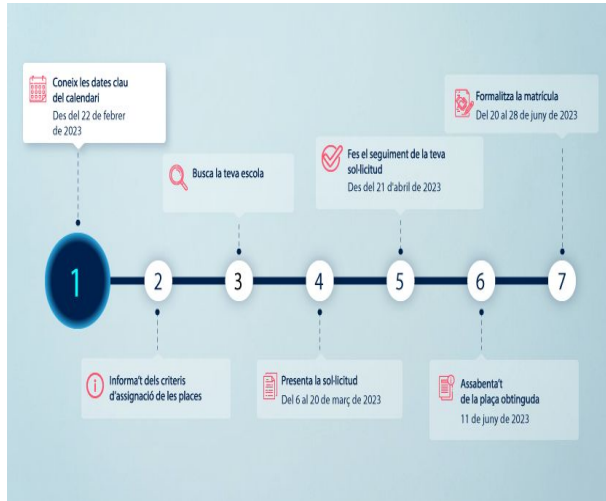 Coneix les dates clau
del calendari
Des del 22 de febrer
de 2023
Formalitza la matrícula
Del 20 al 28 de juny de 2023
Busca la teva escola
Fes el seguiment de la teva
sol·licitud
Des del 21 d'abril de 2023
1
2
3
4
5
6
7
Informa't dels criteris
d'assignació de les places
Presenta la sol·licitud
Del 6 al 20 de març de 2023
Assabenta't
de la plaça obtinguda
11 de juny de 2023